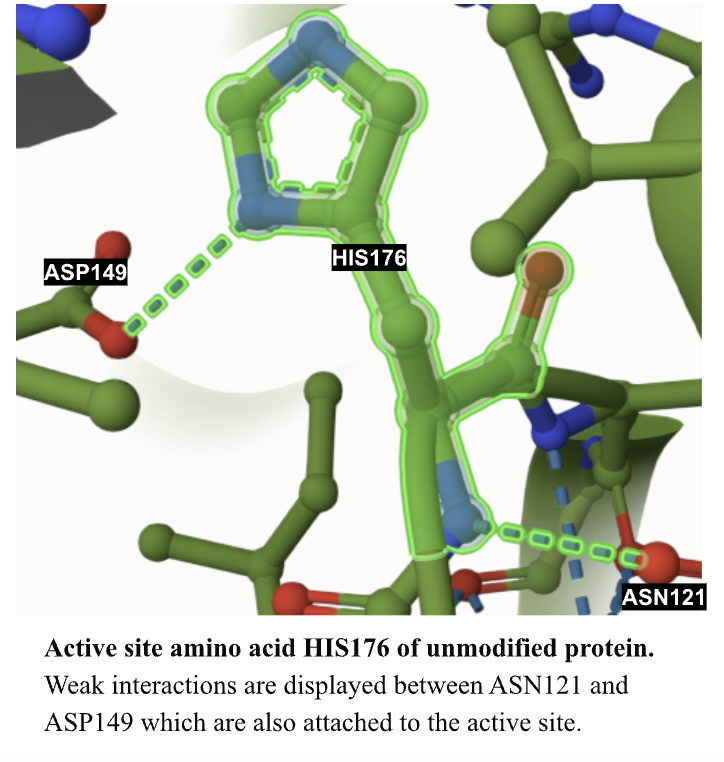 ASP149
HIS176
ASN121
Active site amino acid HIS176 of unmodified protein.
Weak interactions are displayed between ASN121 and
ASP149 which are also attached to the active site.